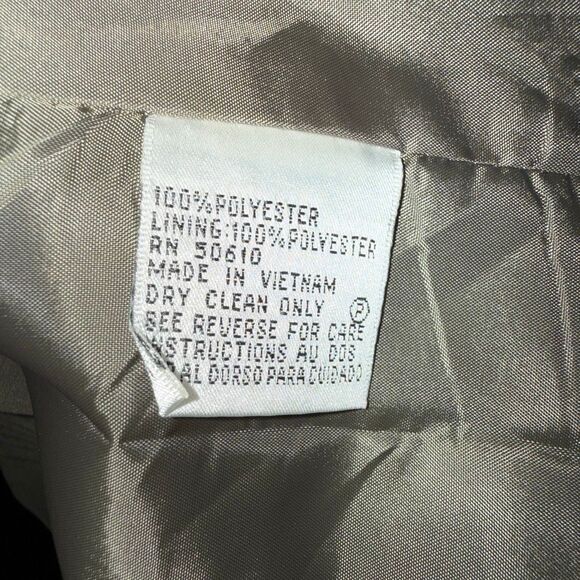 100% POLYESTER
LINING:100% POLYESTER
RN 50610
MADE IN VIETNAM
DRY CLEAN ONLY Ⓟ
SEE REVERSE FOR CARE
INSTRUCTIONS AU DOS
AL DORSO PARA CUIDADO